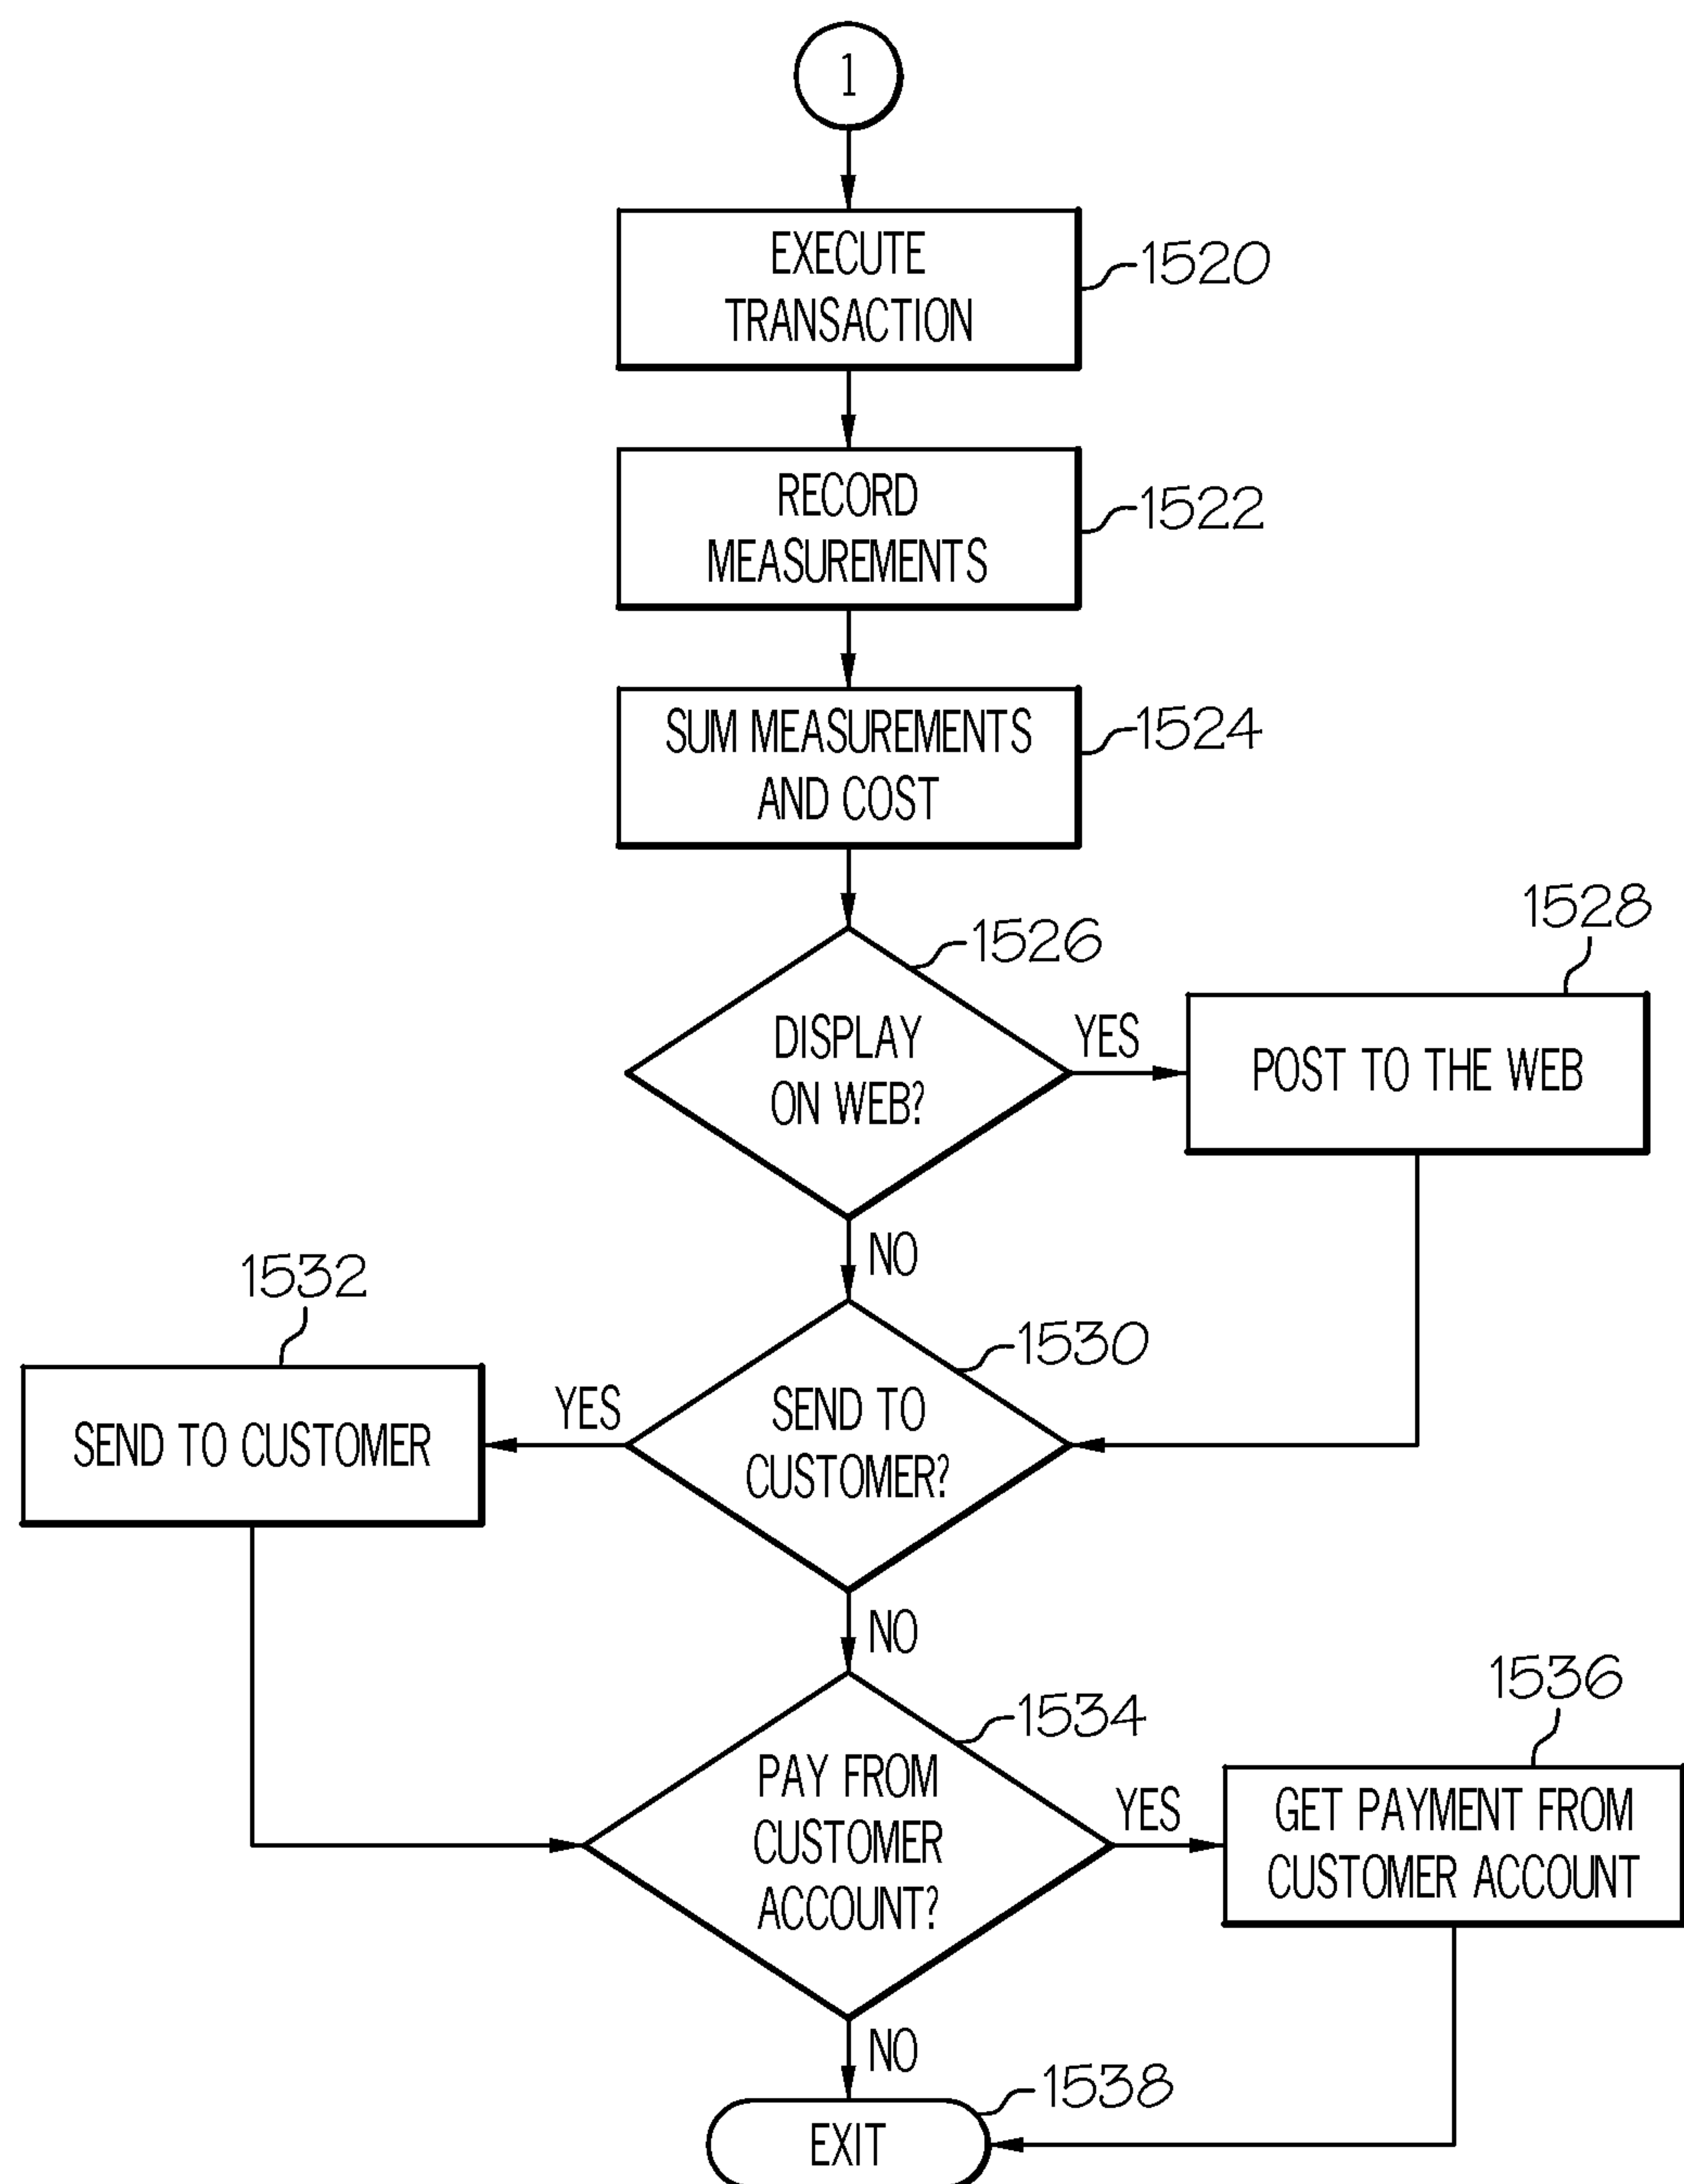 1
EXECUTE
TRANSACTION
1520
RECORD
MEASUREMENTS
1522
SUM MEASUREMENTS
AND COST
1524
1526
DISPLAY
ON WEB?
YES
1528
POST TO THE WEB
NO
1532
SEND TO CUSTOMER
YES
1530
SEND TO
CUSTOMER?
NO
1534
PAY FROM
CUSTOMER
ACCOUNT?
YES
1536
GET PAYMENT FROM
CUSTOMER ACCOUNT
NO
1538
EXIT